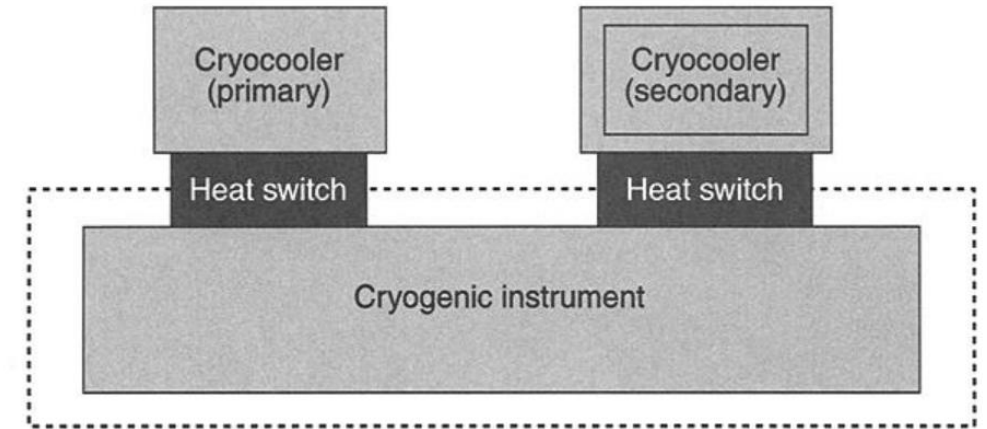 Cryocooler
(primary)
Cryocooler
(secondary)
Heat switch
Heat switch
Cryogenic instrument